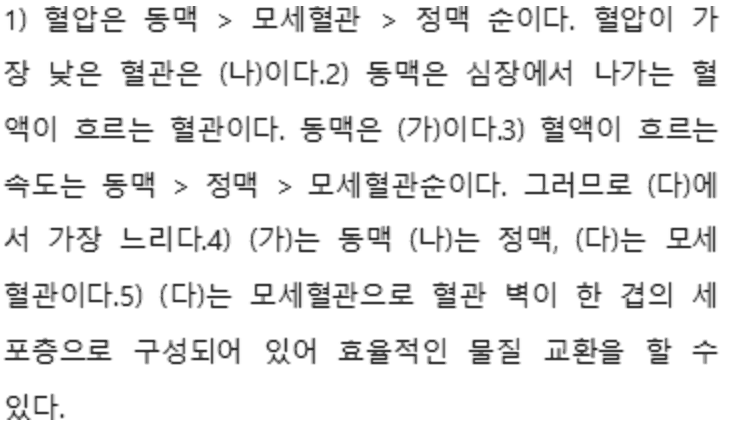 1) 혈압은 동맥 > 모세혈관 > 정맥 순이다. 혈압이 가
장 낮은 혈관은 (나)이다.2) 동맥은 심장에서 나가는 혈
액이 흐르는 혈관이다. 동맥은 (가)이다.3) 혈액이 흐르는
속도는 동맥 > 정맥 > 모세혈관순이다. 그러므로 (다)에
서 가장 느리다.4) (가)는 동맥 (나)는 정맥, (다)는 모세
혈관이다.5) (다)는 모세혈관으로 혈관 벽이 한 겹의 세
포층으로 구성되어 있어 효율적인 물질 교환을 할 수
있다.